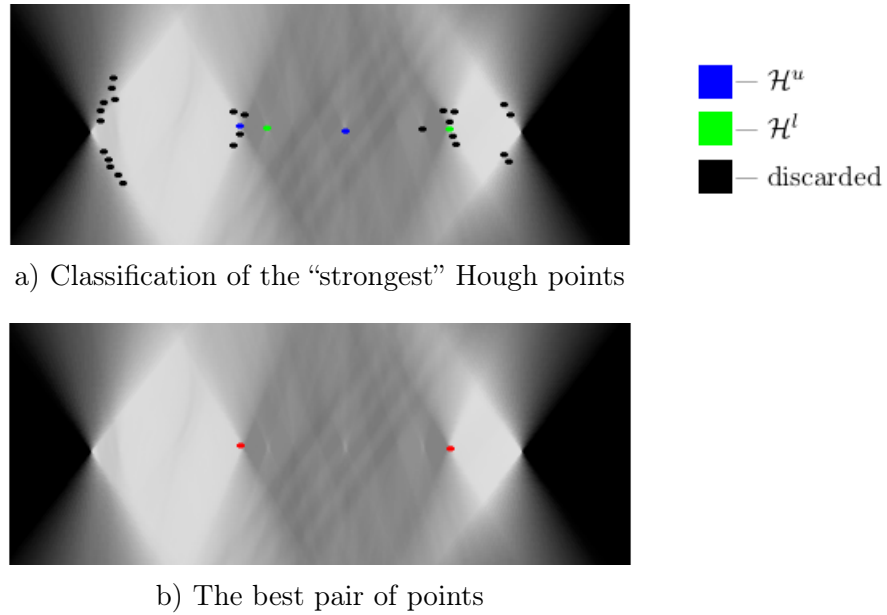 ℋᵘ
ℋˡ
discarded
a) Classification of the “strongest” Hough points
b) The best pair of points